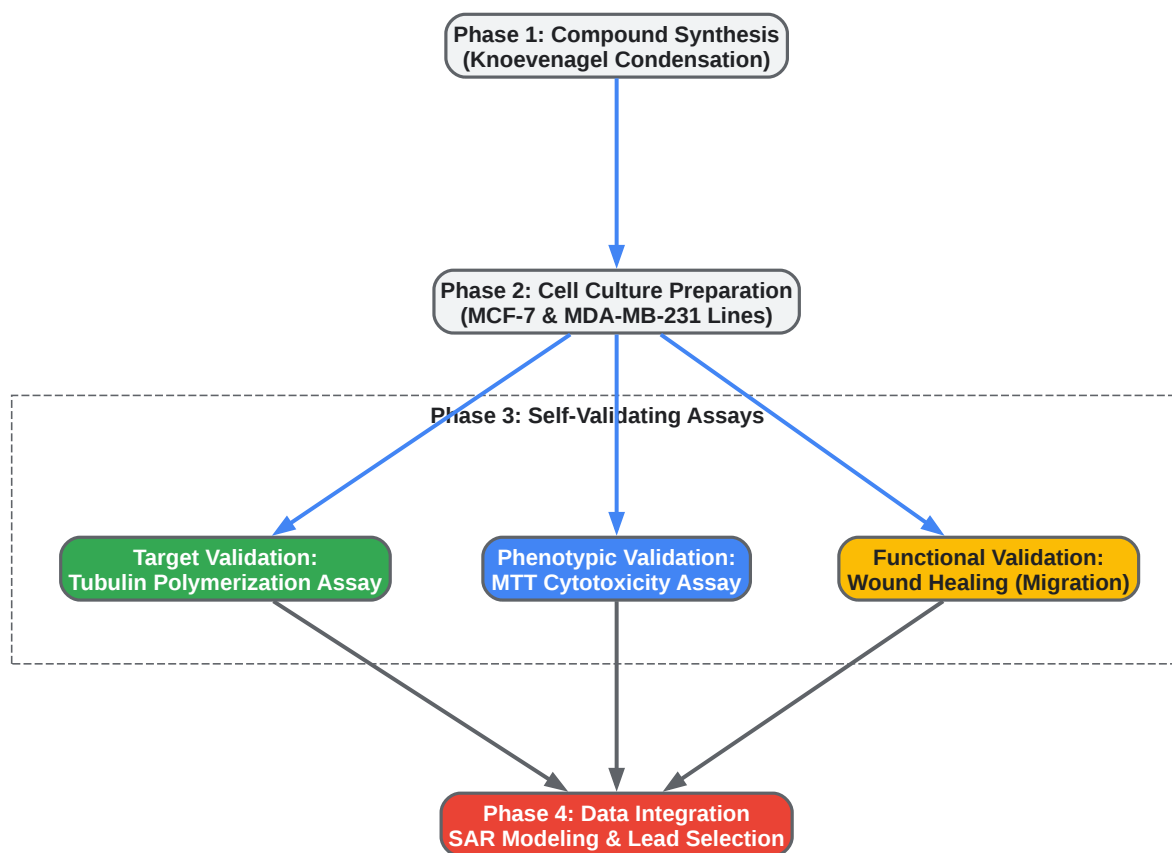 Phase 1: Compound Synthesis
(Knoevenagel Condensation)
Phase 2: Cell Culture Preparation
(MCF-7 & MDA-MB-231 Lines)
Phase 3: Self-Validating Assays
Target Validation:
Tubulin Polymerization Assay
Phenotypic Validation:
MTT Cytotoxicity Assay
Functional Validation:
Wound Healing (Migration)
Phase 4: Data Integration
SAR Modeling & Lead Selection